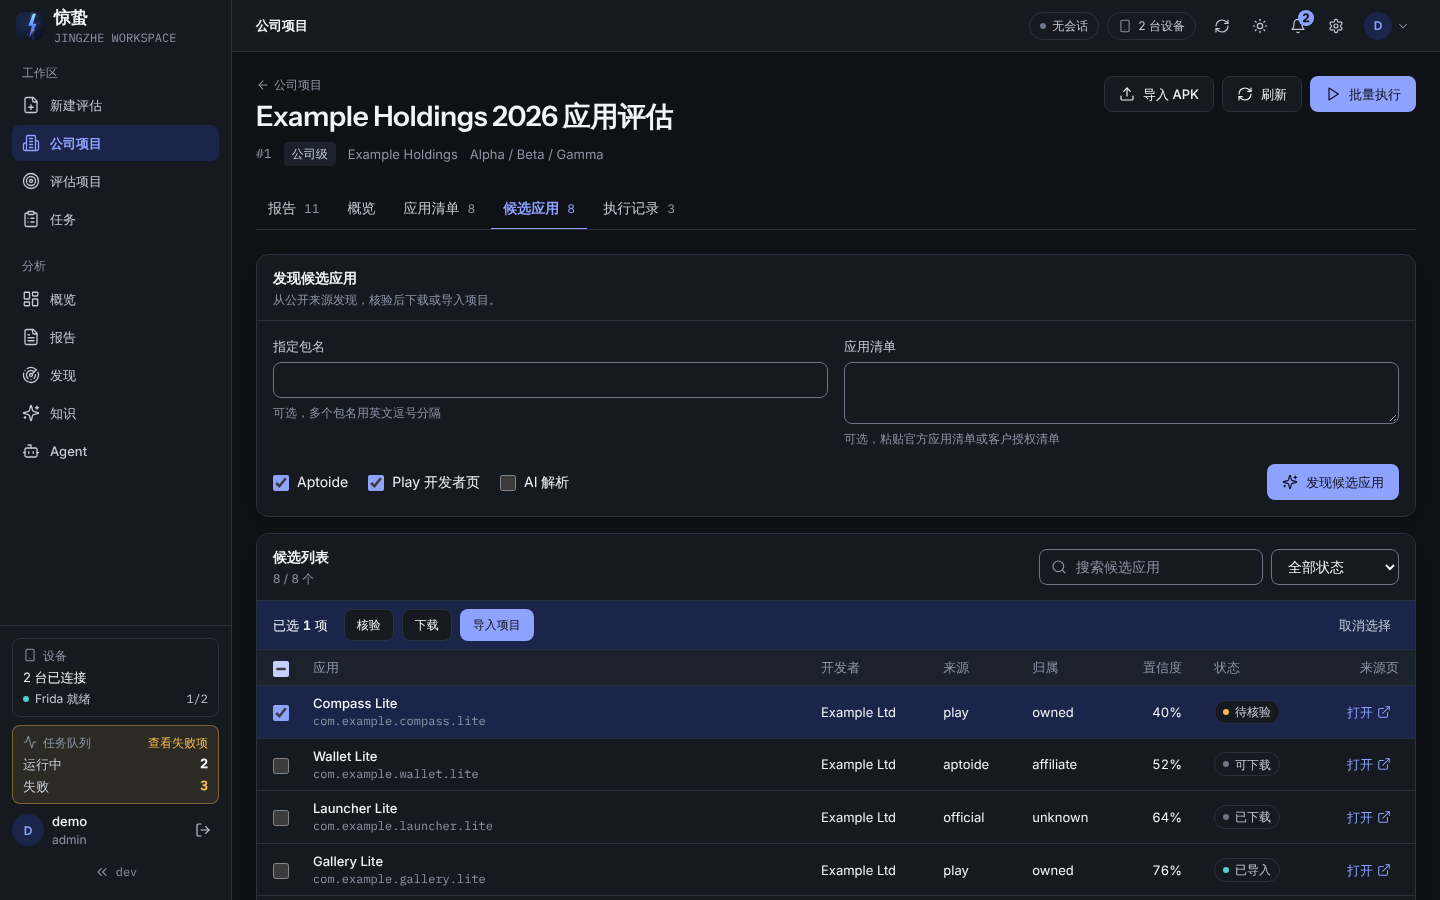 惊蛰
JINGZHE WORKSPACE
工作区
新建评估
公司项目
评估项目
任务
分析
概览
报告
发现
知识
Agent
设备
2 台已连接
Frida 就绪 1/2
任务队列 查看失败项
运行中 2
失败 3
D demo
admin
dev
公司项目
无会话
2 台设备
2
D
公司项目
Example Holdings 2026 应用评估
#1 公司级 Example Holdings Alpha / Beta / Gamma
导入 APK
刷新
批量执行
报告 11 概览 应用清单 8 候选应用 8 执行记录 3
发现候选应用
从公开来源发现，核验后下载或导入项目。
指定包名
可选，多个包名用英文逗号分隔
应用清单
可选，粘贴官方应用清单或客户授权清单
Aptoide Play 开发者页 AI 解析
发现候选应用
候选列表
8 / 8 个
搜索候选应用
全部状态
已选 1 项 核验 下载 导入项目 取消选择
应用 开发者 来源 归属 置信度 状态 来源页
Compass Lite
com.example.compass.lite
Example Ltd play owned 40% 待核验 打开
Wallet Lite
com.example.wallet.lite
Example Ltd aptoide affiliate 52% 可下载 打开
Launcher Lite
com.example.launcher.lite
Example Ltd official unknown 64% 已下载 打开
Gallery Lite
com.example.gallery.lite
Example Ltd play owned 76% 已导入 打开